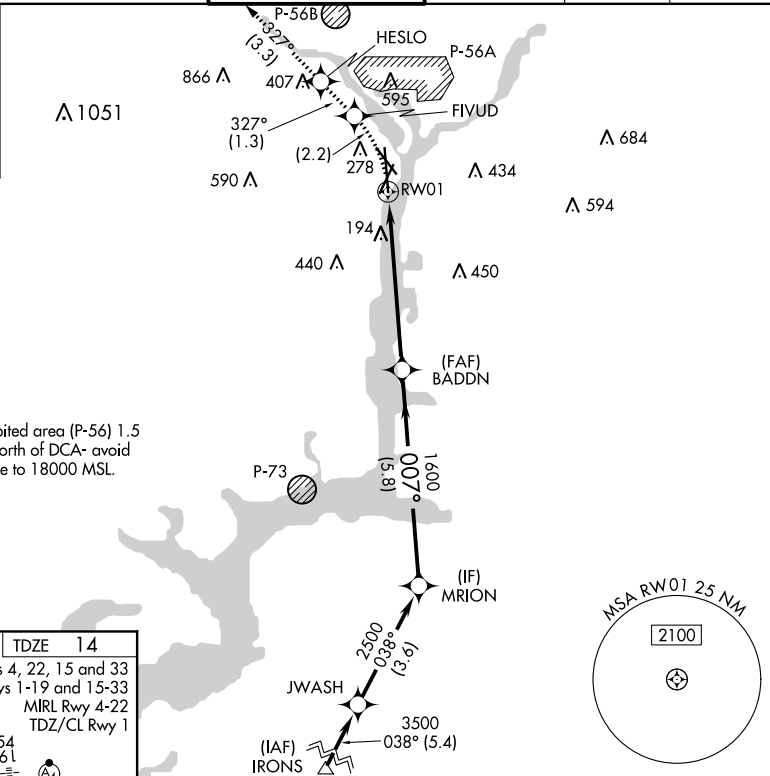 P-56B
327°
(3.3)
HESLO
P-56A
866
407
595
1051
FIVUD
327°
(1.3)
(2.2)
684
278
434
590
RW01
594
194
440
450
(FAF)
BADDN
bited area (P-56) 1.5
orth of DCA- avoid
e to 18000 MSL.
P-73
1600
007°
(5.8)
(IF)
MRION
MSA RW01 25 NM
2100
2500
038°
(3.6)
TDZE 14
s 4, 22, 15 and 33
ys 1-19 and 15-33
MIRL Rwy 4-22
TDZ/CL Rwy 1
JWASH
3500
038° (5.4)
(IAF)
IRONS